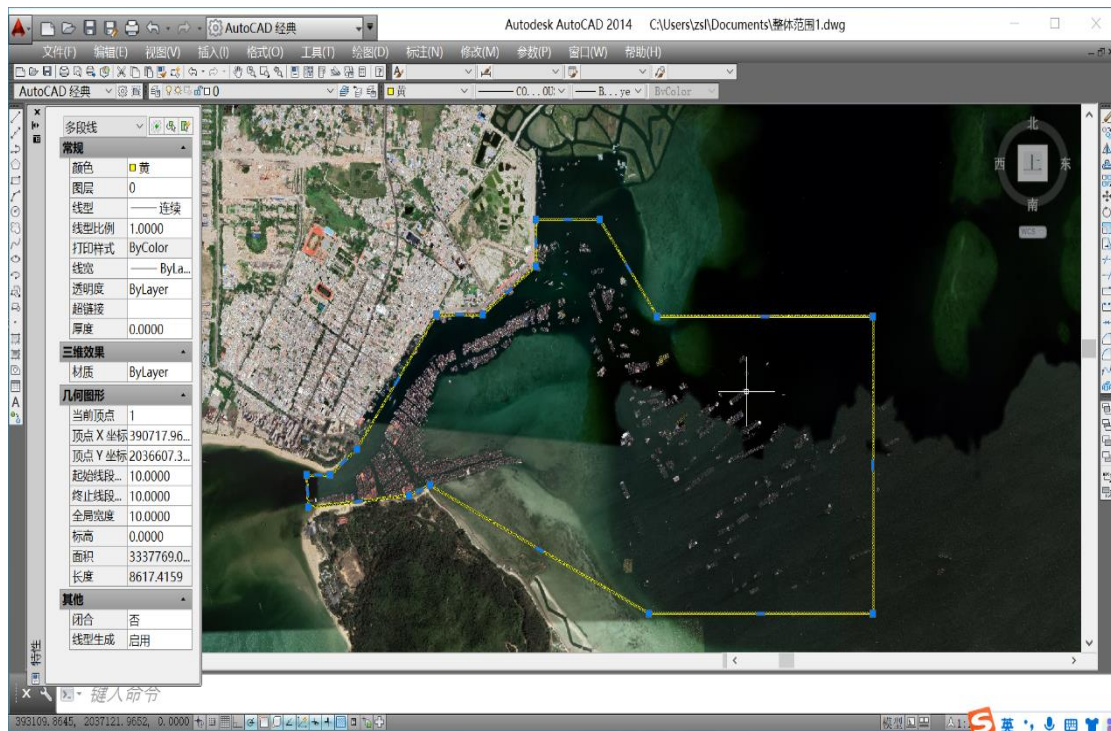 Autodesk AutoCAD 2014 C:\Users\zsl\Documents\整体范围1.dwg
AutoCAD 经典
文件(F) 编辑(E) 视图(V) 插入(I) 格式(O) 工具(T) 绘图(D) 标注(N) 修改(M) 参数(P) 窗口(W) 帮助(H)
AutoCAD 经典 0 黄 CO...OD: B...ye ByColor
多段线
常规
颜色 黄
图层 0
线型 连续
线型比例 1.0000
打印样式 ByColor
线宽 ByLa...
透明度 ByLayer
超链接
厚度 0.0000
三维效果
材质 ByLayer
几何图形
当前顶点 1
顶点 X 坐标 390717.96...
顶点 Y 坐标 2036607.3...
起始线段... 10.0000
终止线段... 10.0000
全局宽度 10.0000
标高 0.0000
面积 3337769.0...
长度 8617.4159
其他
闭合 否
线型生成 启用
特性
北
西 上 东
南
WCS
键入命令
393109.8645, 2037121.9652, 0.0000
模型
英